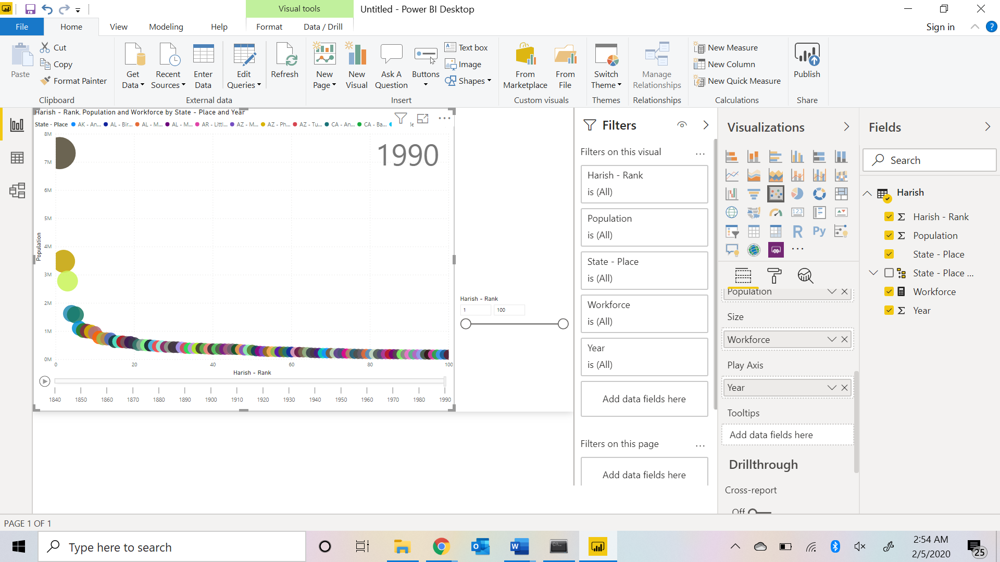 Visual tools
Untitled - Power BI Desktop
File
Home
View
Modeling
Help
Format
Data / Drill
Sign in
?
Paste
Cut
Copy
Format Painter
Clipboard
Get Data
Recent Sources
Enter Data
Edit Queries
Refresh
External data
New Page
New Visual
Ask A Question
Buttons
Text box
Image
Shapes
Insert
From Marketplace
From File
Custom visuals
Switch Theme
Themes
Manage Relationships
Relationships
New Measure
New Column
New Quick Measure
Calculations
Publish
Share
Harish - Rank, Population and Workforce by State - Place and Year
State - Place AK - An... AL - Bir... AL - M... AL - M... AR - Littl... AZ - M... AZ - Ph... AZ - Tu... CA - An... CA - Ba...
1990
8M
7M
6M
5M
4M
3M
2M
1M
0M
Population
0 20 40 60 80 100
Harish - Rank
1840 1850 1860 1870 1880 1890 1900 1910 1920 1930 1940 1950 1960 1970 1980 1990
Harish - Rank
1 100
Filters
Filters on this visual ...
Harish - Rank
is (All)
Population
is (All)
State - Place
is (All)
Workforce
is (All)
Year
is (All)
Add data fields here
Filters on this page ...
Add data fields here
Visualizations
123
R
Py
...
Population
Size
Workforce
Play Axis
Year
Tooltips
Add data fields here
Drillthrough
Cross-report
Off
Fields
Search
Harish
Harish - Rank
Population
State - Place
State - Place ...
Workforce
Year
PAGE 1 OF 1
Type here to search
2:54 AM
2/5/2020
25